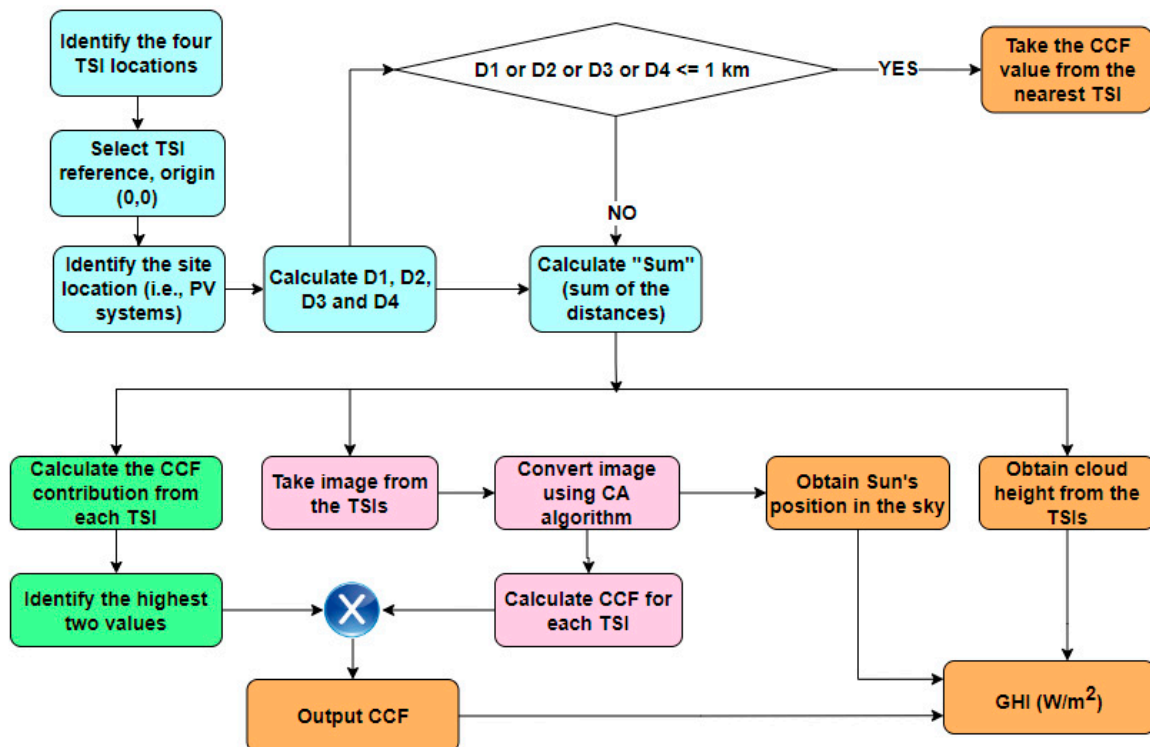 Identify the four
TSI locations
D1 or D2 or D3 or D4 <= 1 km
YES
Take the CCF
value from the
nearest TSI
Select TSI
reference, origin
(0,0)
NO
Identify the site
location (i.e., PV
systems)
Calculate D1, D2,
D3 and D4
Calculate "Sum"
(sum of the
distances)
Calculate the CCF
contribution from
each TSI
Take image from
the TSIs
Convert image
using CA
algorithm
Obtain Sun's
position in the sky
Obtain cloud
height from the
TSIs
Identify the highest
two values
X
Calculate CCF for
each TSI
Output CCF
GHI (W/m²)